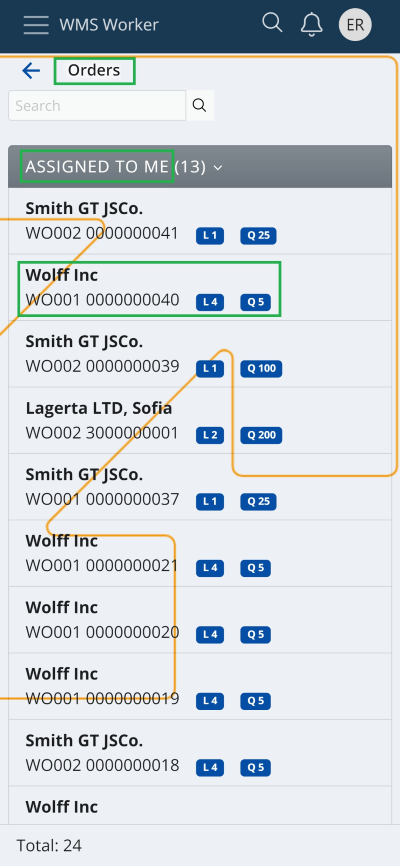 WMS Worker
ER
Orders
Search
ASSIGNED TO ME (13)
Smith GT JSCo.
WO002 0000000041 L 1 Q 25
Wolff Inc
WO001 0000000040 L 4 Q 5
Smith GT JSCo.
WO002 0000000039 L 1 Q 100
Lagerta LTD, Sofia
WO002 3000000001 L 2 Q 200
Smith GT JSCo.
WO001 0000000037 L 1 Q 25
Wolff Inc
WO001 0000000021 L 4 Q 5
Wolff Inc
WO001 0000000020 L 4 Q 5
Wolff Inc
WO001 0000000019 L 4 Q 5
Smith GT JSCo.
WO002 0000000018 L 4 Q 5
Wolff Inc
Total: 24